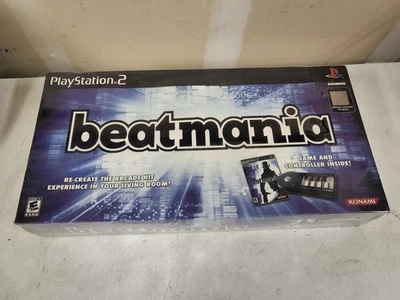 PlayStation 2
beatmania
RE-CREATE THE ARCADE HIT
EXPERIENCE IN YOUR LIVING ROOM!
GAME AND
CONTROLLER INSIDE!
E
KONAMI